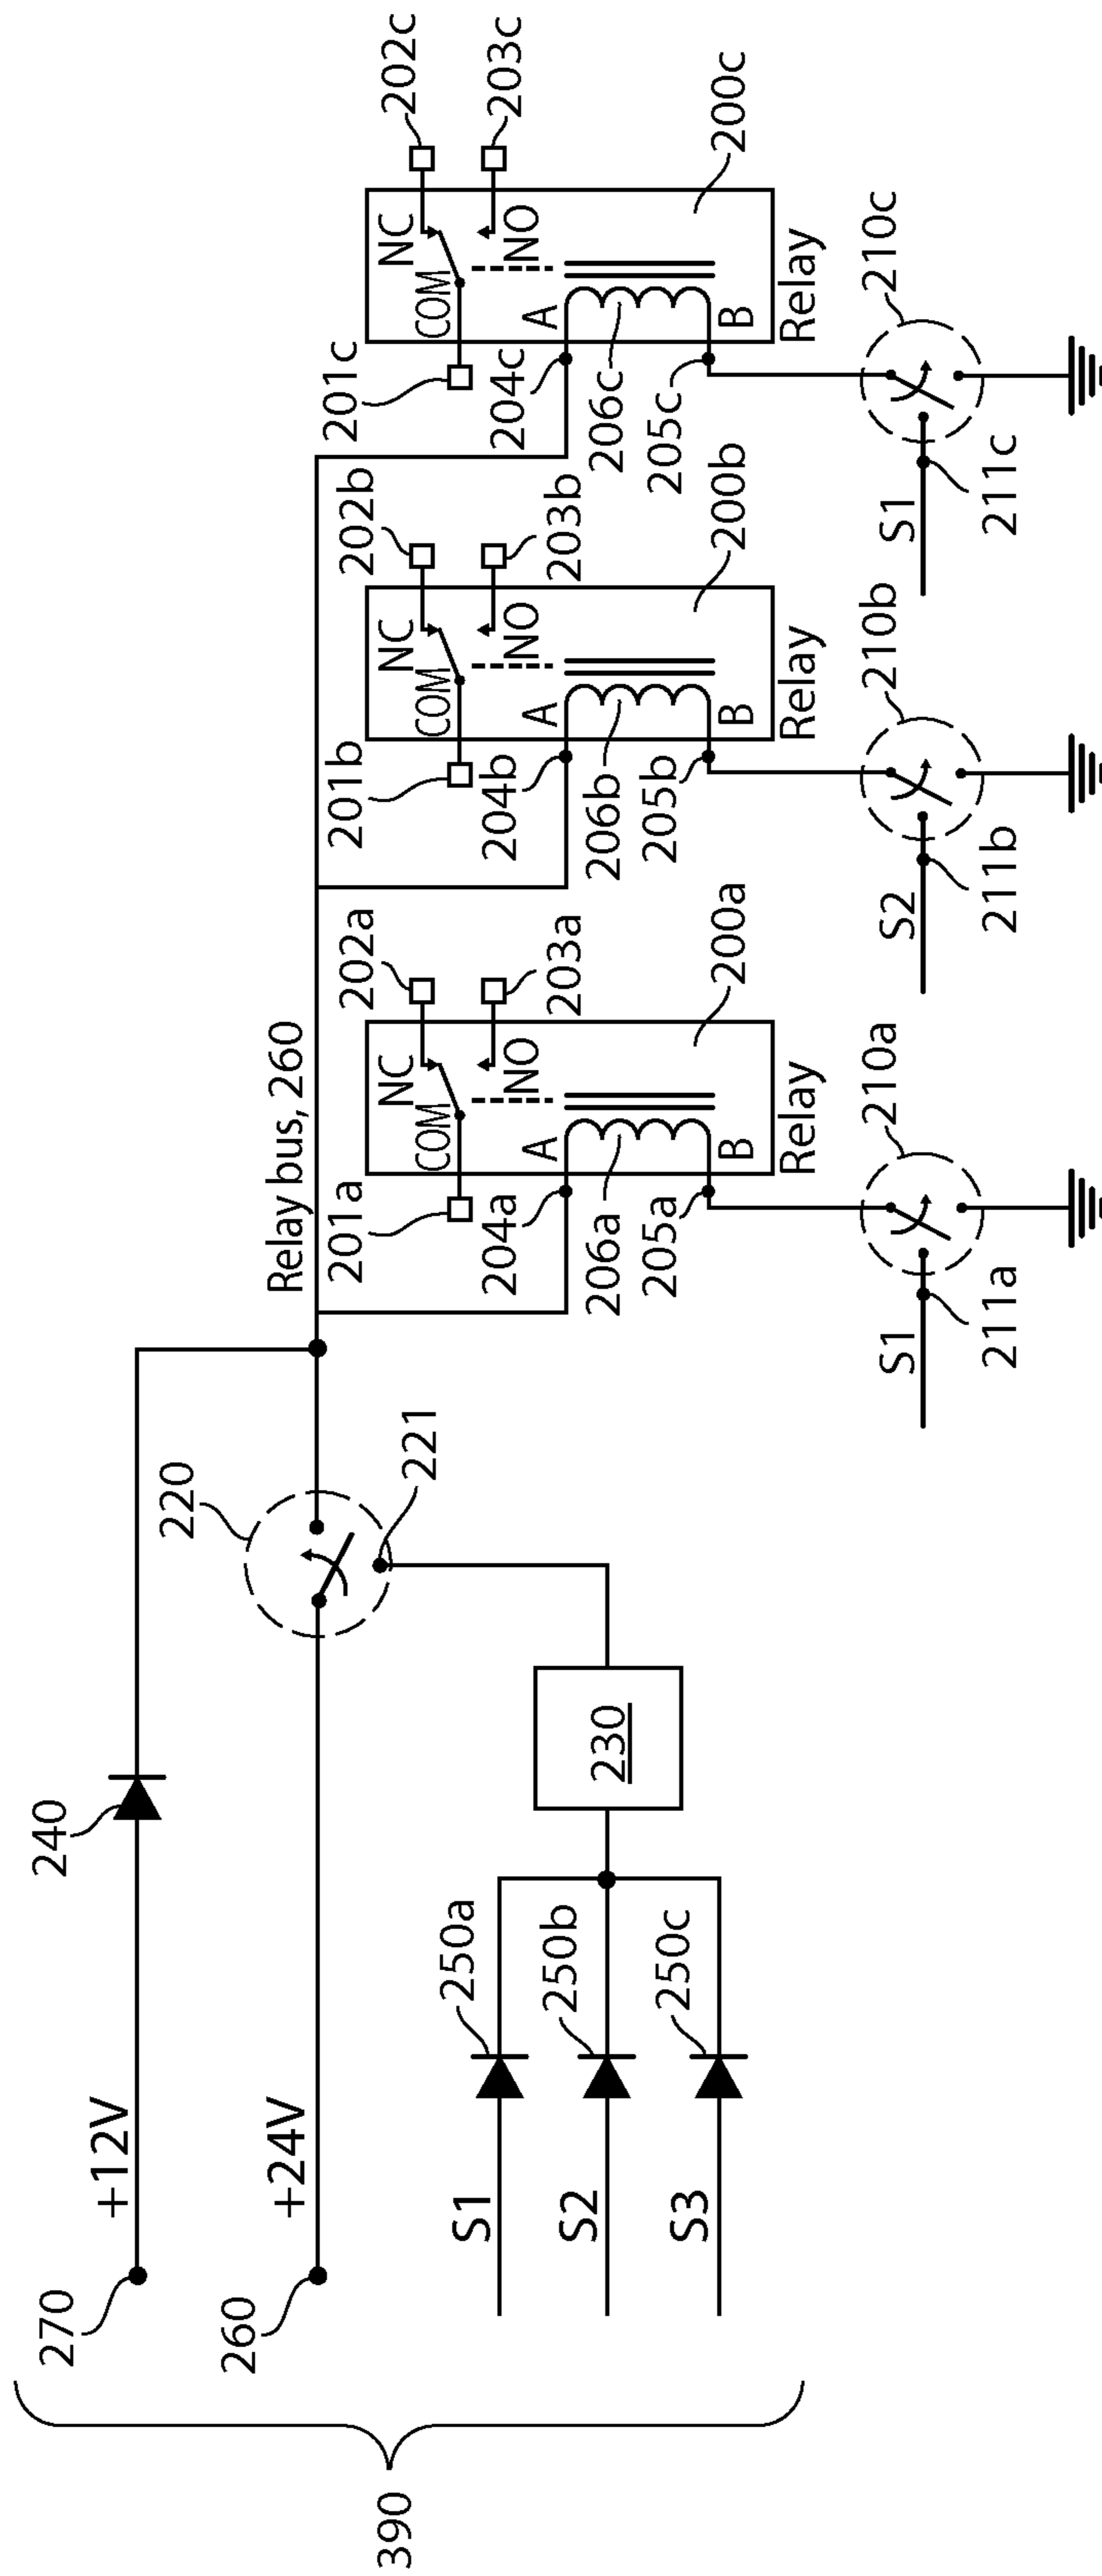 390
270
+12V
240
260
+24V
220
221
Relay bus, 260
S1
250a
S2
250b
S3
250c
230
201a
202a
203a
NC
COM
NO
204a
A
206a
205a
B
200a
Relay
210a
S1
211a
201b
202b
203b
NC
COM
NO
204b
A
206b
205b
B
200b
Relay
210b
S2
211b
201c
202c
203c
NC
COM
NO
204c
A
206c
205c
B
200c
Relay
210c
S1
211c